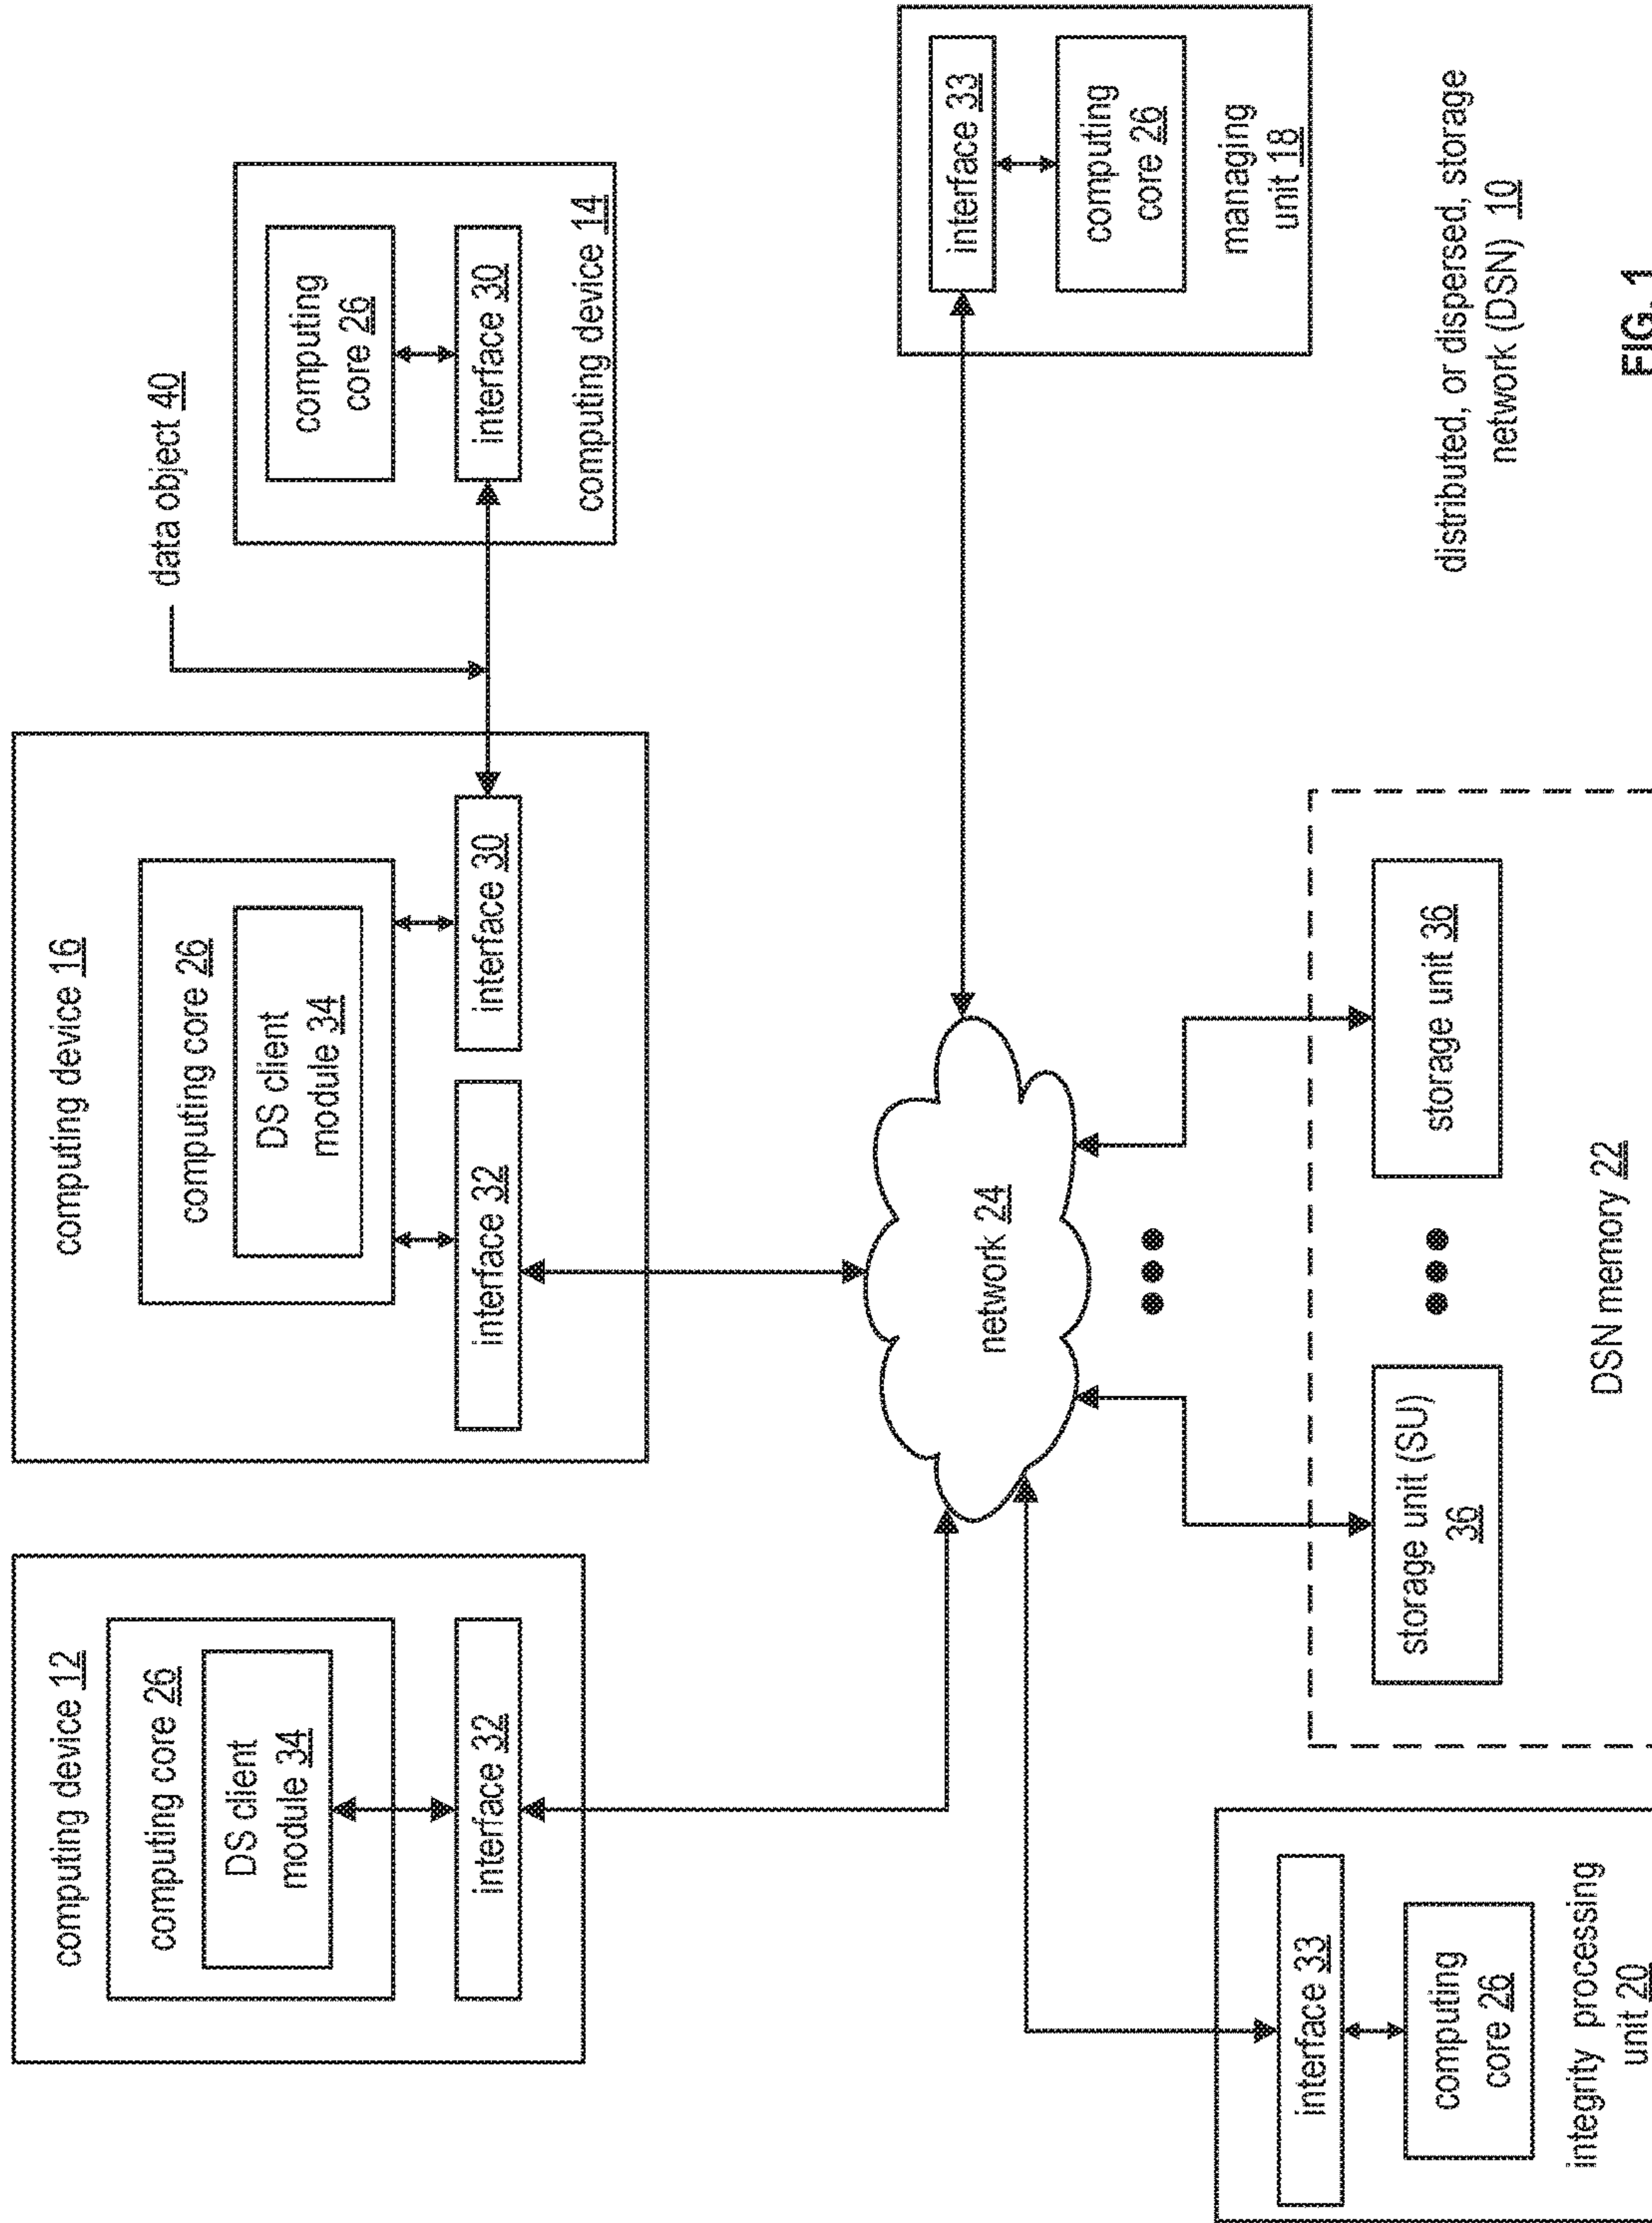 computing device 12
computing core 26
DS client
module 34
interface 32
computing device 16
computing core 26
DS client
module 34
interface 32
interface 30
data object 40
computing
core 26
interface 30
computing device 14
network 24
interface 33
computing
core 26
managing
unit 18
interface 33
computing
core 26
integrity processing
unit 20
storage unit (SU)
36
storage unit 36
DSN memory 22
distributed, or dispersed, storage
network (DSN) 10
FIG. 1